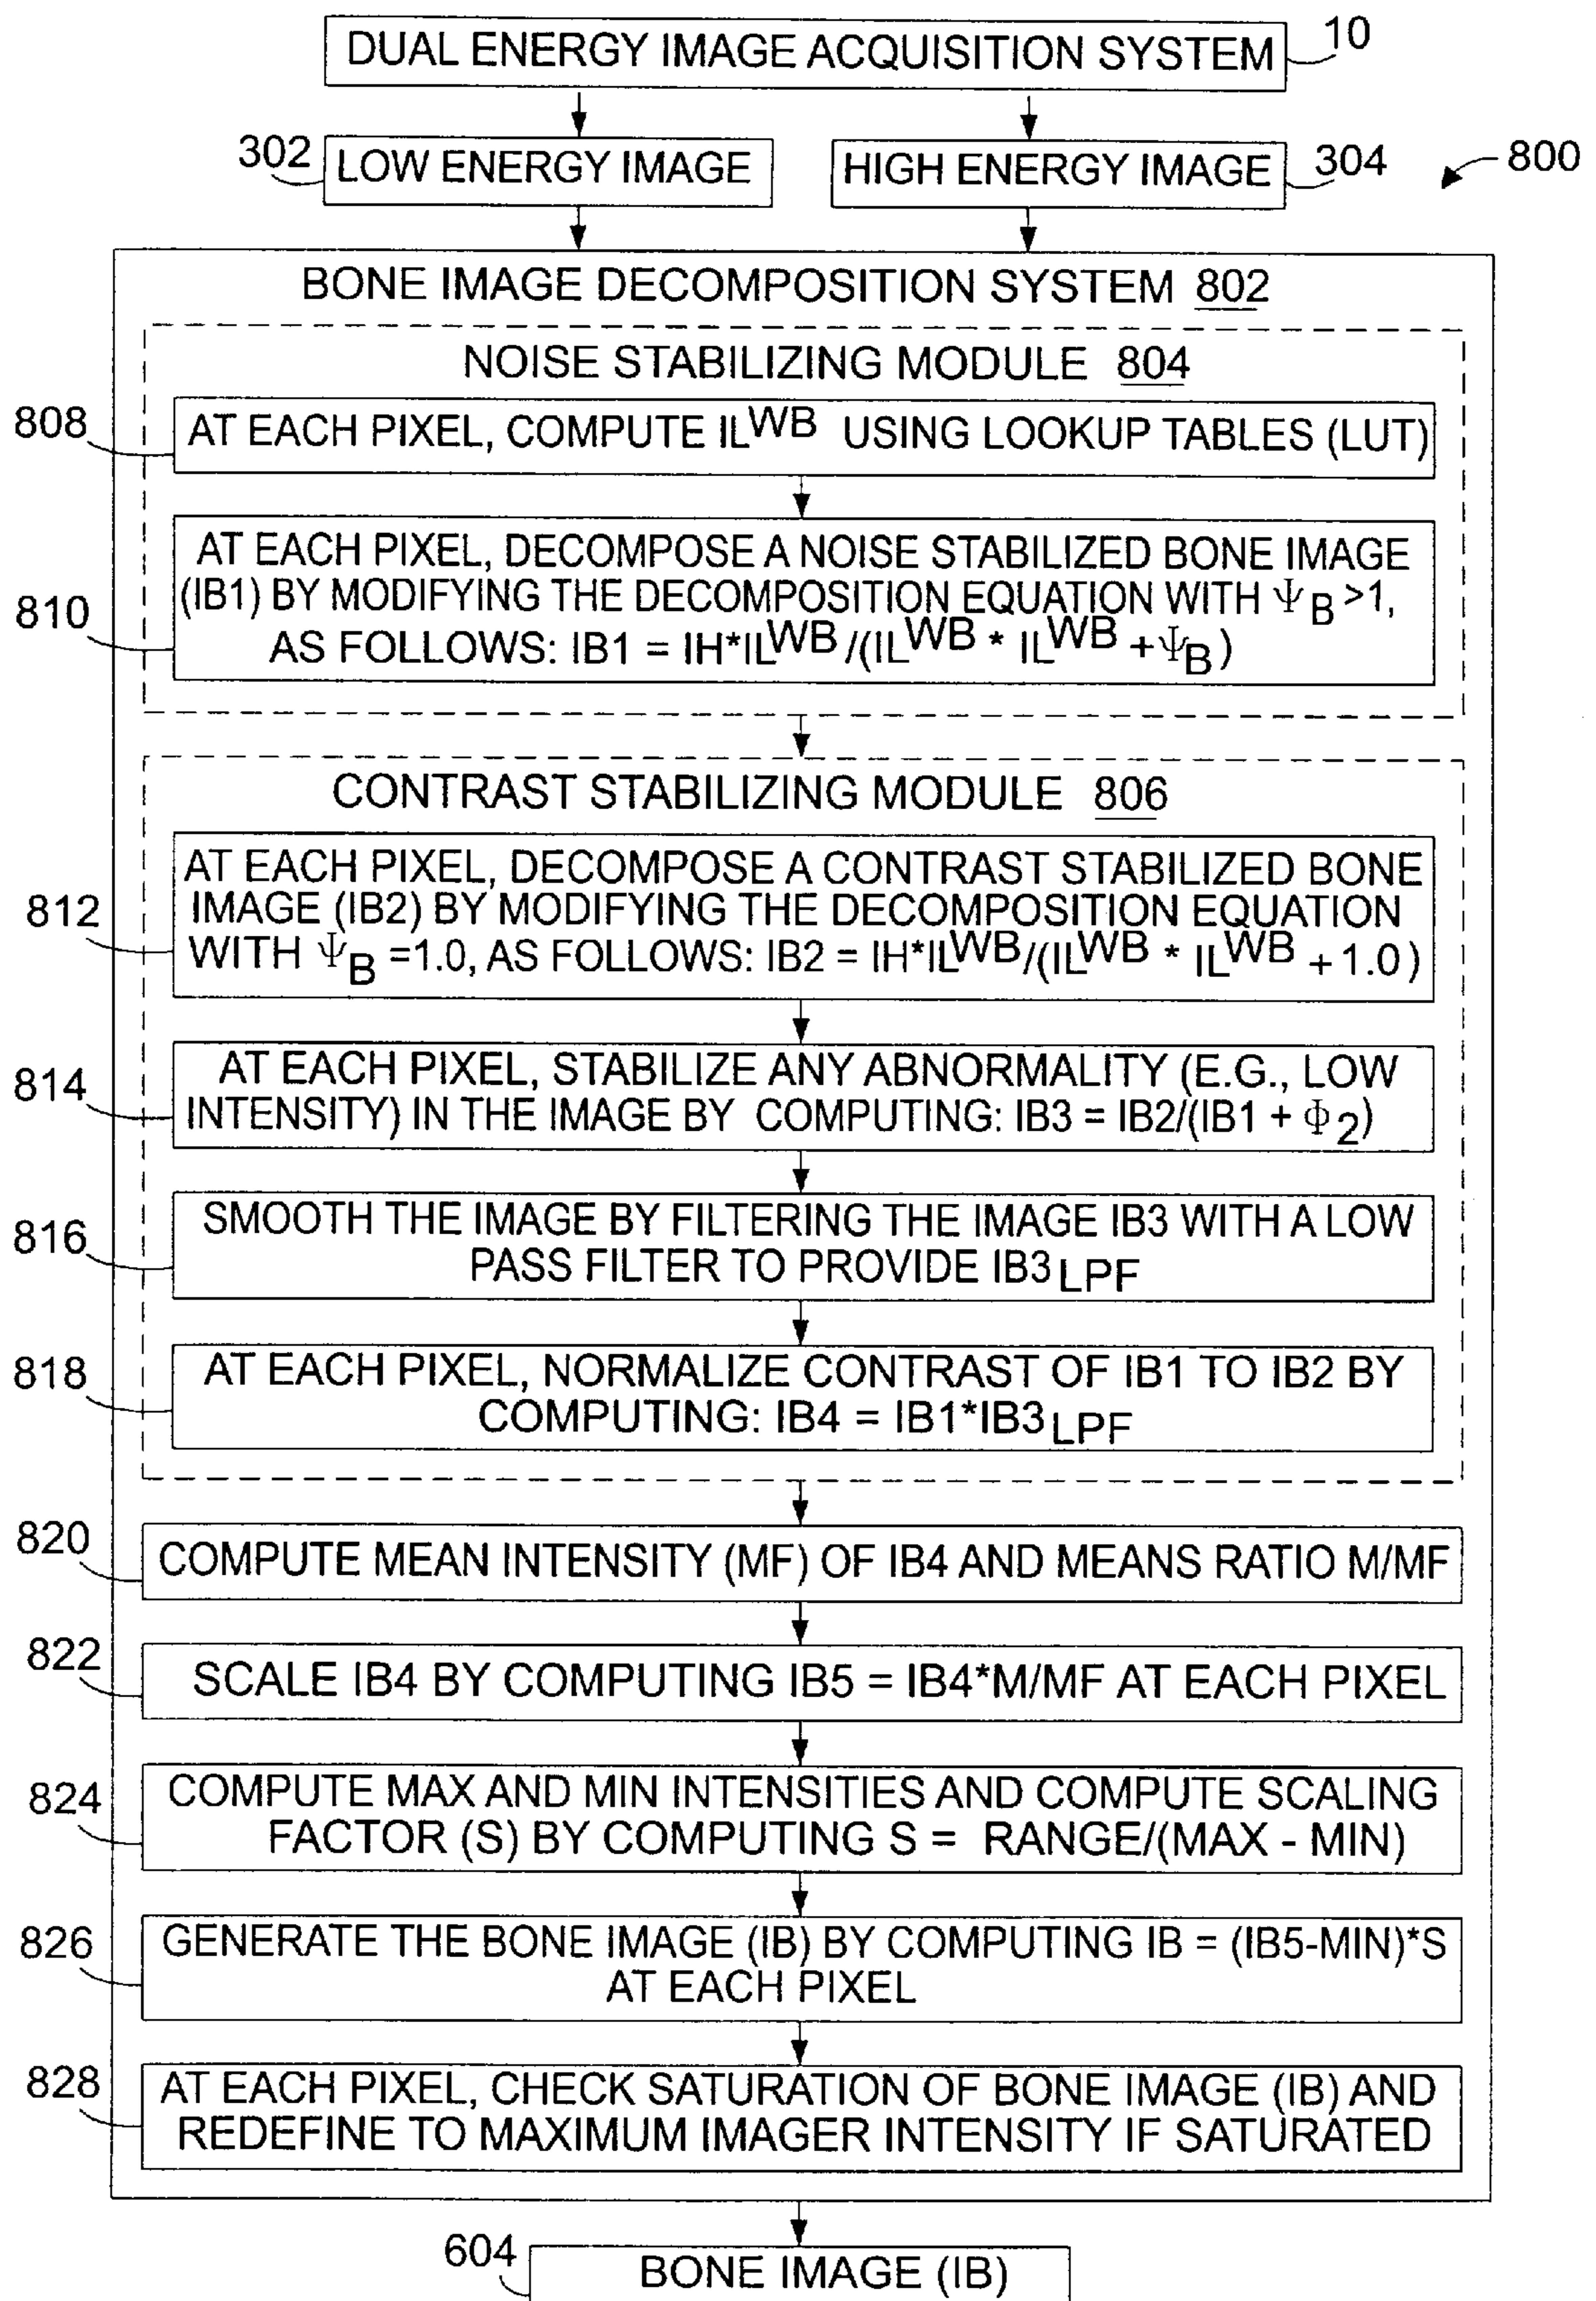 DUAL ENERGY IMAGE ACQUISITION SYSTEM
10
302
LOW ENERGY IMAGE
HIGH ENERGY IMAGE
304
800
BONE IMAGE DECOMPOSITION SYSTEM 802
NOISE STABILIZING MODULE 804
808
AT EACH PIXEL, COMPUTE IL^WB USING LOOKUP TABLES (LUT)
810
AT EACH PIXEL, DECOMPOSE A NOISE STABILIZED BONE IMAGE
(IB1) BY MODIFYING THE DECOMPOSITION EQUATION WITH Ψ_B >1,
AS FOLLOWS: IB1 = IH*IL^WB/(IL^WB * IL^WB +Ψ_B)
CONTRAST STABILIZING MODULE 806
812
AT EACH PIXEL, DECOMPOSE A CONTRAST STABILIZED BONE
IMAGE (IB2) BY MODIFYING THE DECOMPOSITION EQUATION
WITH Ψ_B =1.0, AS FOLLOWS: IB2 = IH*IL^WB/(IL^WB * IL^WB + 1.0)
814
AT EACH PIXEL, STABILIZE ANY ABNORMALITY (E.G., LOW
INTENSITY) IN THE IMAGE BY COMPUTING: IB3 = IB2/(IB1 + Φ_2)
816
SMOOTH THE IMAGE BY FILTERING THE IMAGE IB3 WITH A LOW
PASS FILTER TO PROVIDE IB3_LPF
818
AT EACH PIXEL, NORMALIZE CONTRAST OF IB1 TO IB2 BY
COMPUTING: IB4 = IB1*IB3_LPF
820
COMPUTE MEAN INTENSITY (MF) OF IB4 AND MEANS RATIO M/MF
822
SCALE IB4 BY COMPUTING IB5 = IB4*M/MF AT EACH PIXEL
824
COMPUTE MAX AND MIN INTENSITIES AND COMPUTE SCALING
FACTOR (S) BY COMPUTING S = RANGE/(MAX - MIN)
826
GENERATE THE BONE IMAGE (IB) BY COMPUTING IB = (IB5-MIN)*S
AT EACH PIXEL
828
AT EACH PIXEL, CHECK SATURATION OF BONE IMAGE (IB) AND
REDEFINE TO MAXIMUM IMAGER INTENSITY IF SATURATED
604
BONE IMAGE (IB)